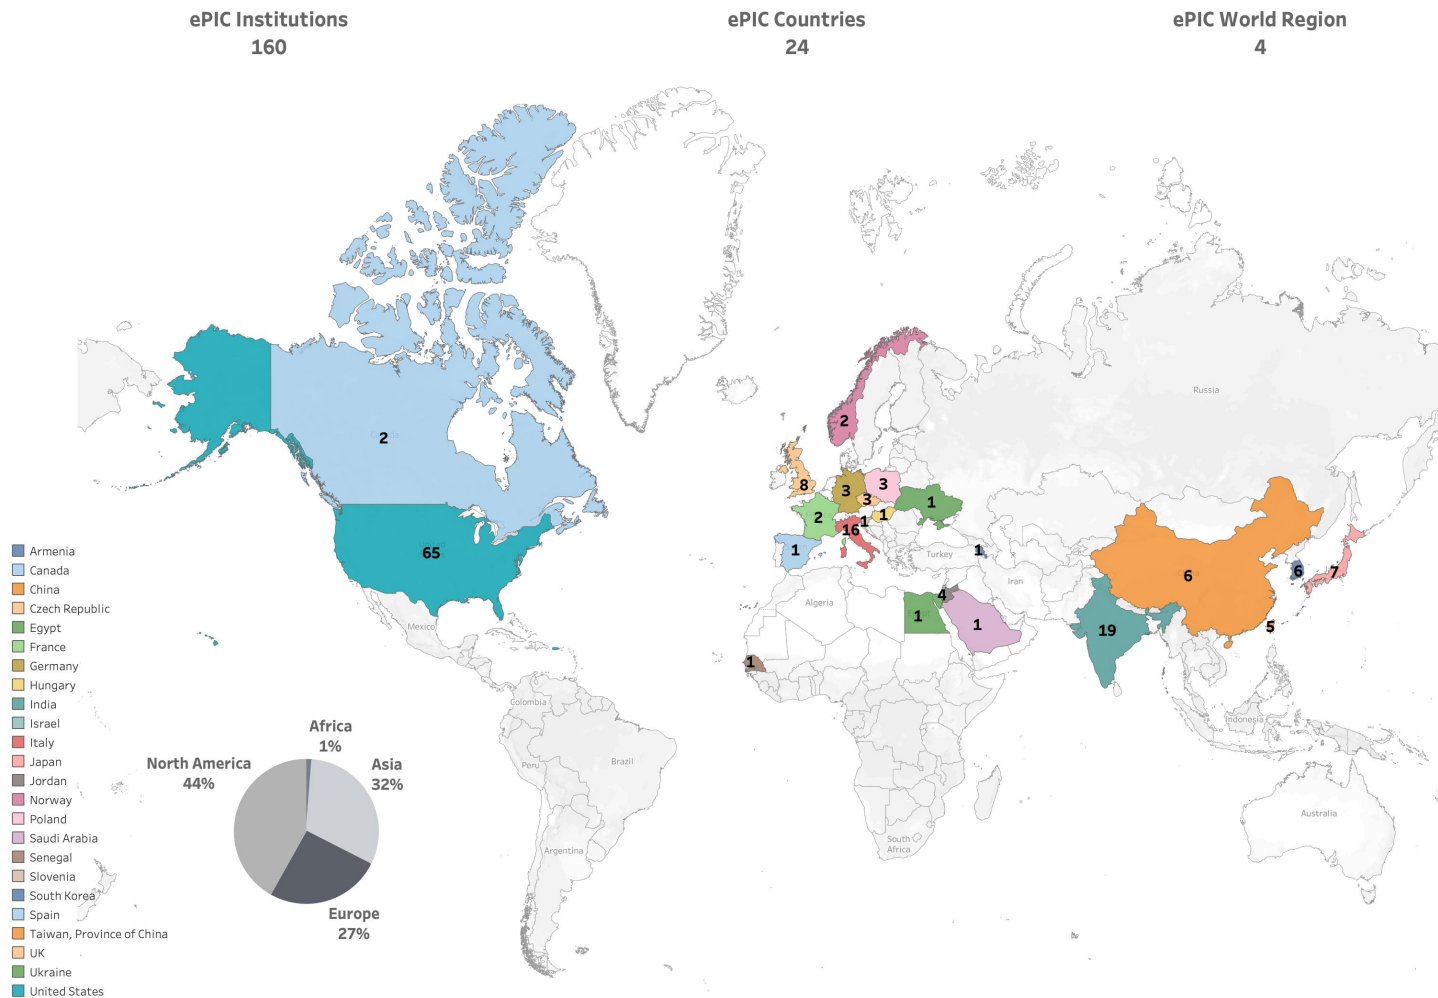 ePIC Institutions
160
ePIC Countries
24
ePIC World Region
4
Russia
2
2
8
3
3
3
1
1
2
1
16
1
65
1
Turkey
1
Iran
6
6
7
5
19
Algeria
4
1
1
1
Mexico
Colombia
Peru
Brazil
Argentina
South
Africa
Indonesia
Australia
Armenia
Canada
China
Czech Republic
Egypt
France
Germany
Hungary
India
Israel
Italy
Japan
Jordan
Norway
Poland
Saudi Arabia
Senegal
Slovenia
South Korea
Spain
Taiwan, Province of China
UK
Ukraine
United States
Africa
1%
North America
44%
Asia
32%
Europe
27%